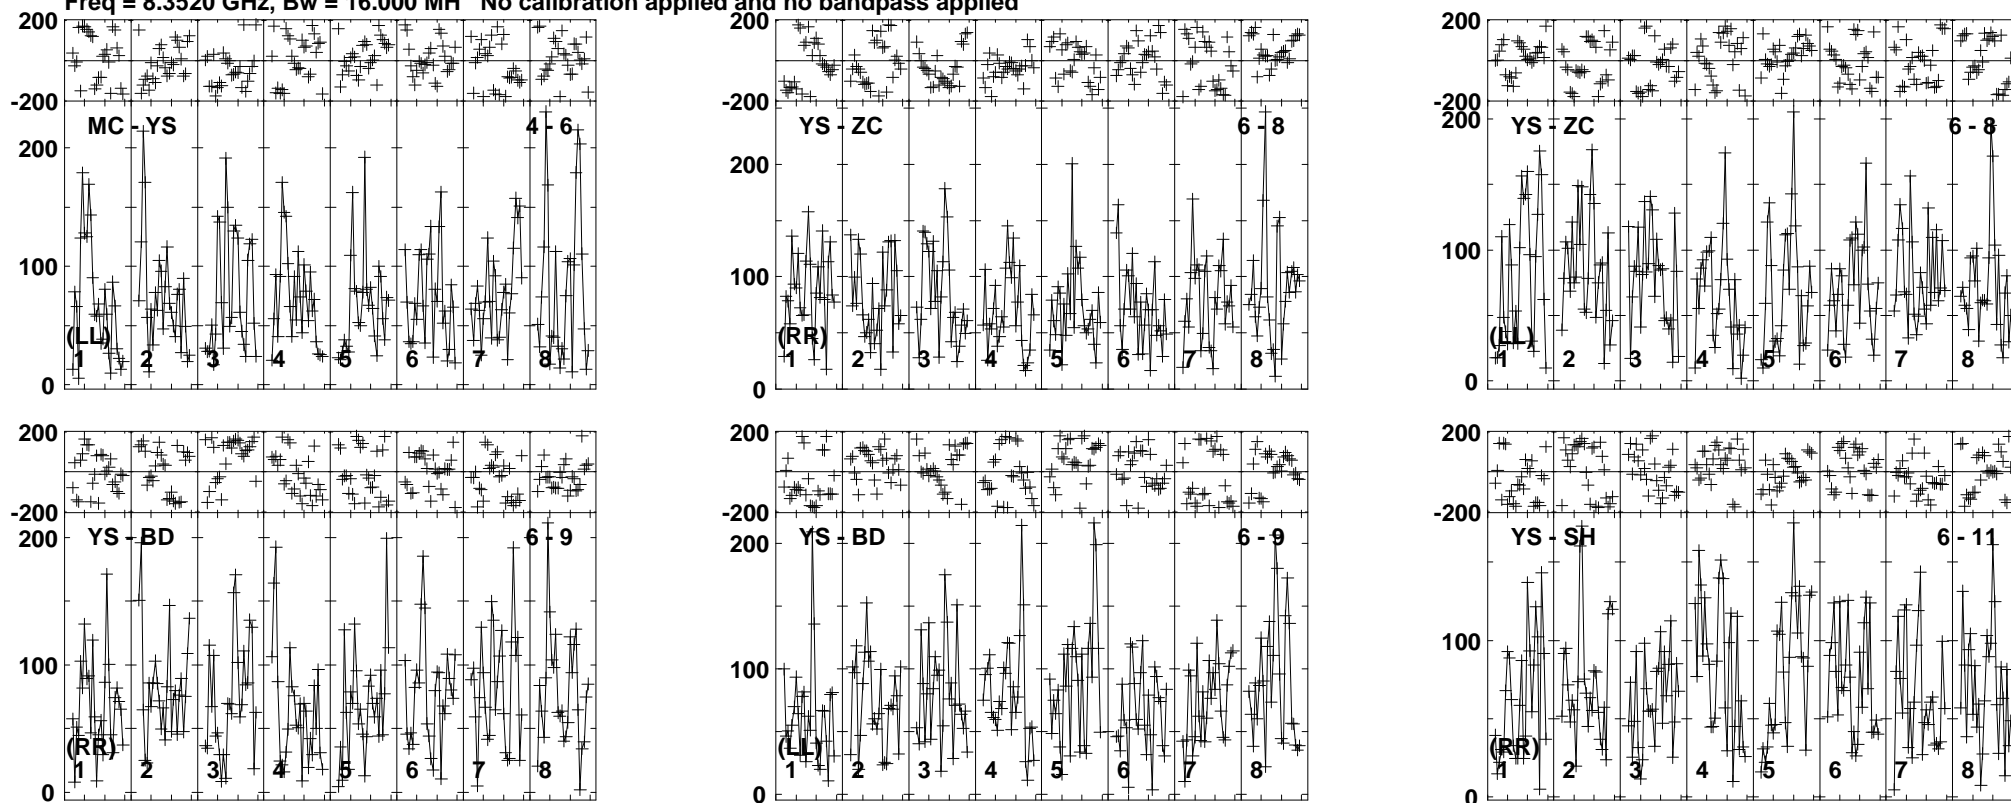 Freq = 8.3520 GHz, Bw = 16.000 MH No calibration applied and no bandpass applied
200 200 200
-200 -200 -200
MC - YS 4 - 6 YS - ZC 6 - 8 YS - ZC 6 - 8
200 200 200
100 100 100
(LL) (RR) (LL)
1 2 3 4 5 6 7 8 1 2 3 4 5 6 7 8 1 2 3 4 5 6 7 8
0 0 0
200 200 200
-200 -200 -200
YS - BD 6 - 9 YS - BD 6 - 9 YS - SH 6 - 11
200 200
100 100 100
(RR) (LL) (RR)
1 2 3 4 5 6 7 8 1 2 3 4 5 6 7 8 1 2 3 4 5 6 7 8
0 0 0